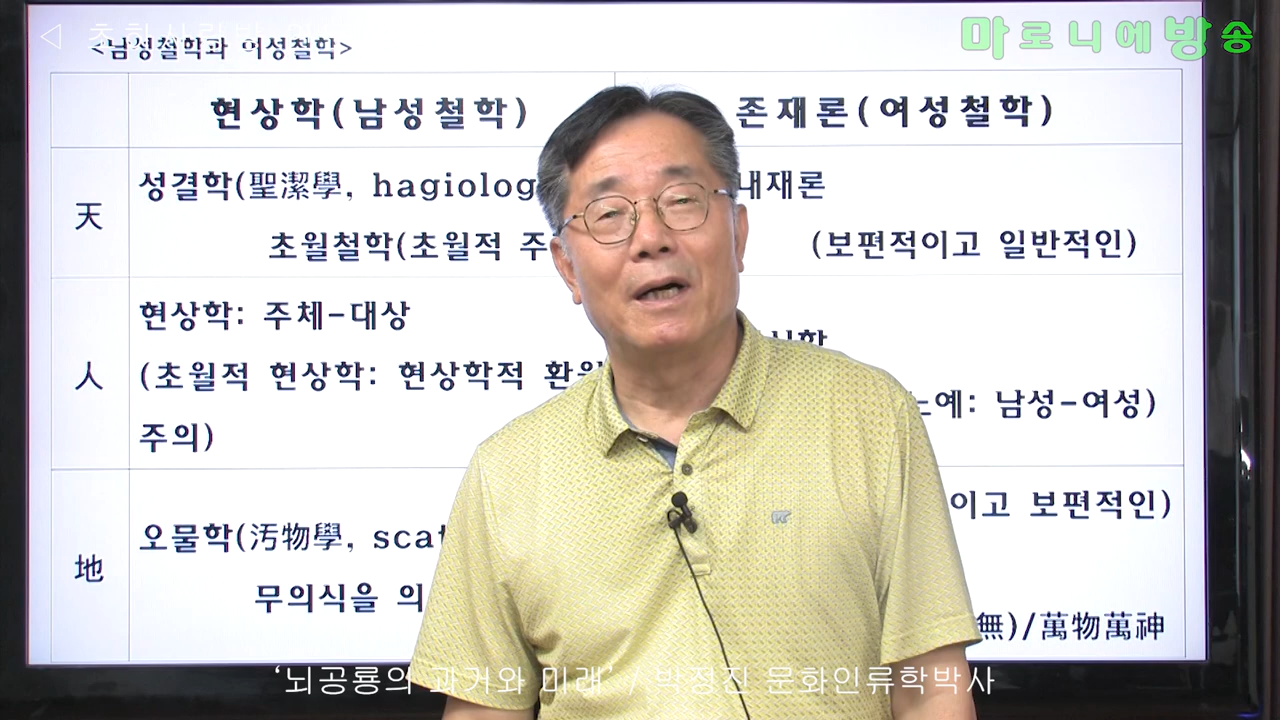 <남성철학과 여성철학>
마로니에방송
현상학(남성철학)
존재론(여성철학)
天
성결학(聖潔學, hagiolog
내재론
초월철학(초월적 주
(보편적이고 일반적인)
人
현상학: 주체-대상
(초월적 현상학: 현상학적 환원
노예: 남성-여성)
주의)
地
이고 보편적인)
오물학(汚物學, scat
무의식을 의
無)/萬物萬神
'뇌공룡의 과거와 미래' / 박정진 문화인류학박사